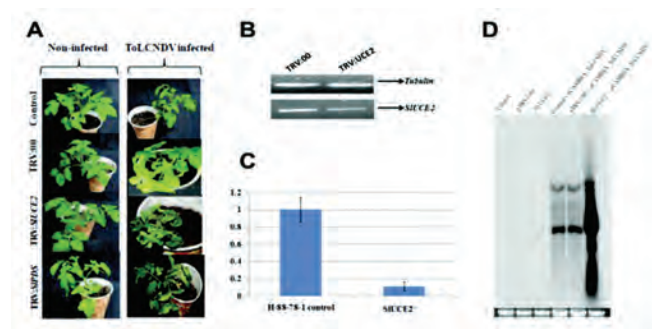 A
Non-infected ToLCNDV infected
Control
TRV:00
TRV:SlUCE2
TRV:SlPDS
B
TRV:00 TRV:UCE2
Tubulin
SlUCE2
C
1.2
1
0.8
0.6
0.4
0.2
0
H-88-78-1 control SlUCE2
D